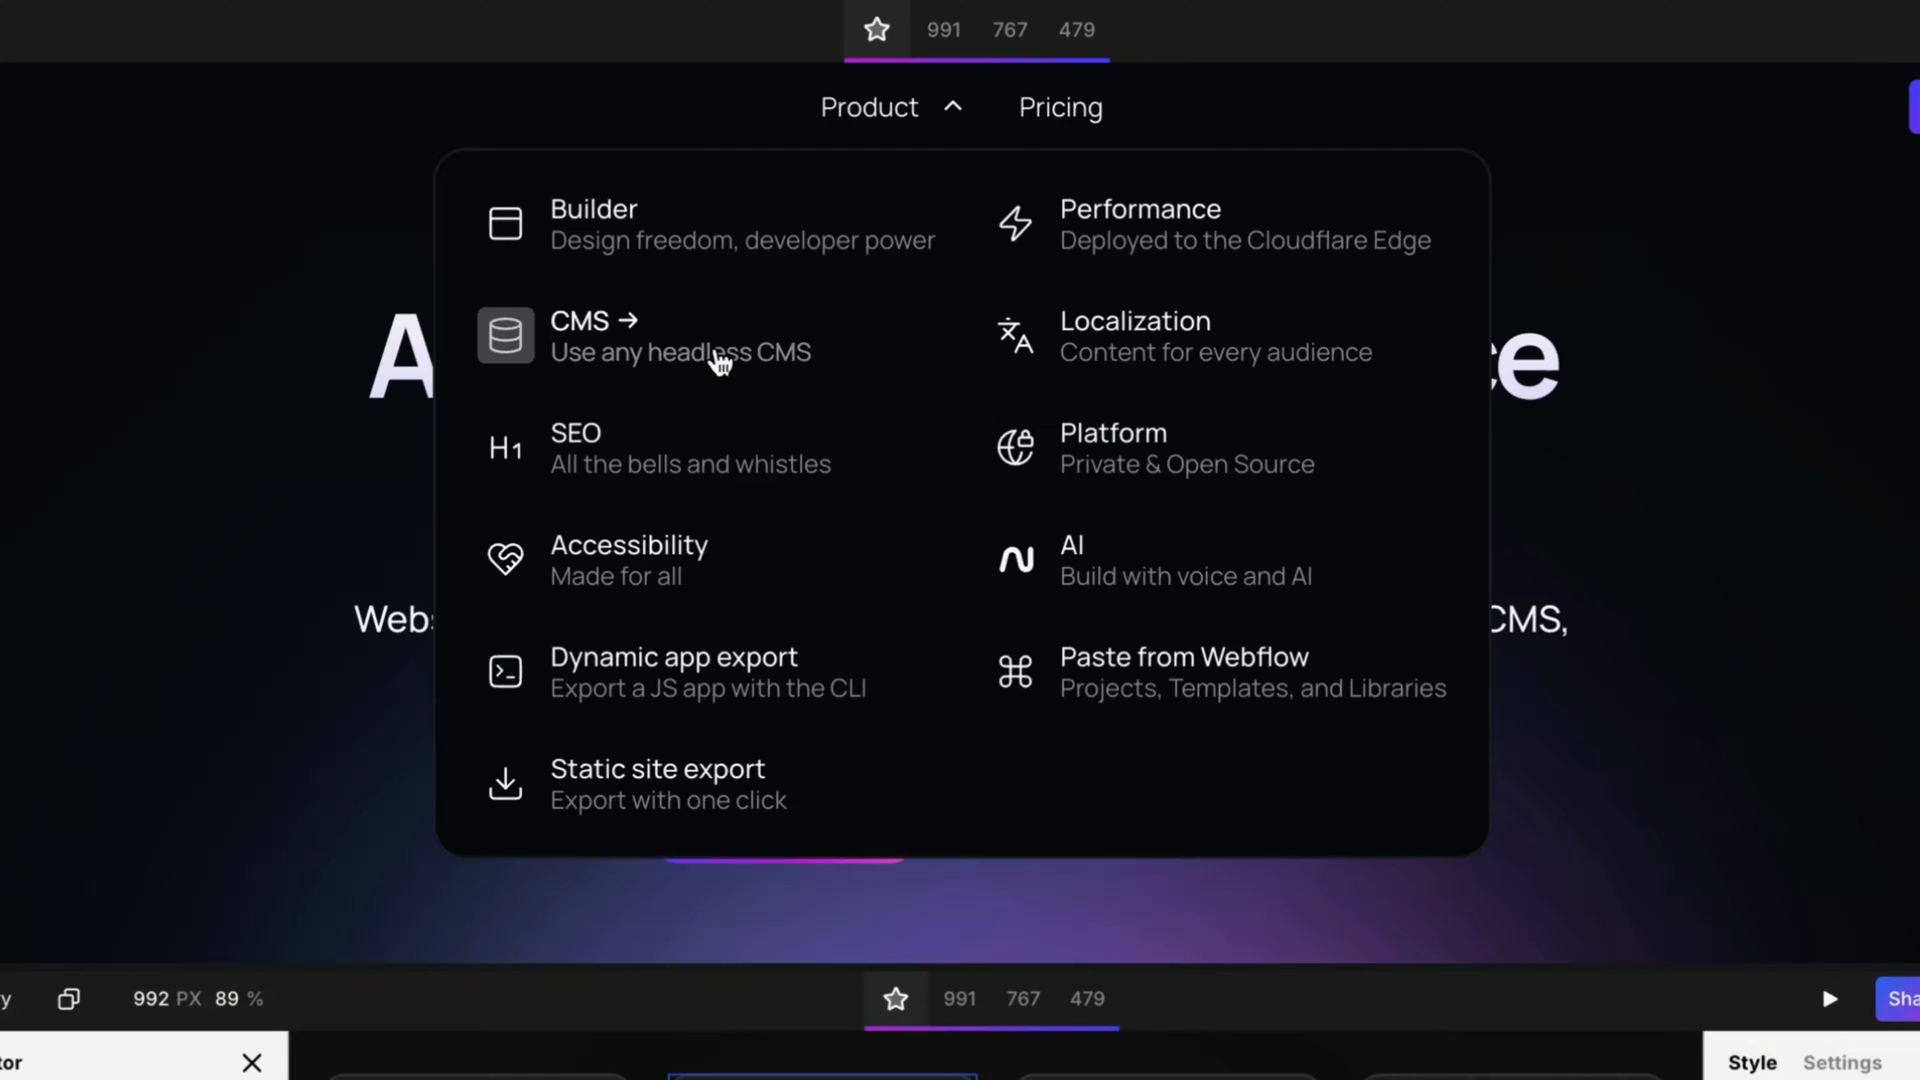 991 767 479
Product Pricing
Builder
Design freedom, developer power
Performance
Deployed to the Cloudflare Edge
CMS →
Use any headless CMS
Localization
Content for every audience
SEO
All the bells and whistles
Platform
Private & Open Source
Accessibility
Made for all
AI
Build with voice and AI
Dynamic app export
Export a JS app with the CLI
Paste from Webflow
Projects, Templates, and Libraries
Static site export
Export with one click
A ce
Webs CMS,
y 992 PX 89 % 991 767 479 Sha
tor Style Settings